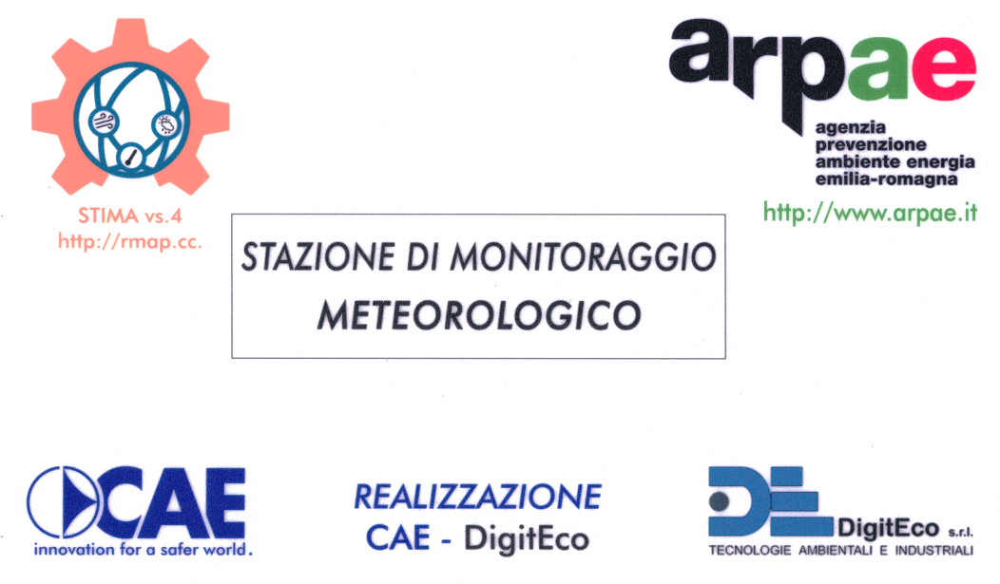 arpae
agenzia
prevenzione
ambiente energia
emilia-romagna
http://www.arpae.it
STIMA vs.4
http://rmap.cc.
STAZIONE DI MONITORAGGIO
METEOROLOGICO
CAE
innovation for a safer world.
REALIZZAZIONE
CAE - DigitEco
DE
DigitEco s.r.l.
TECNOLOGIE AMBIENTALI E INDUSTRIALI